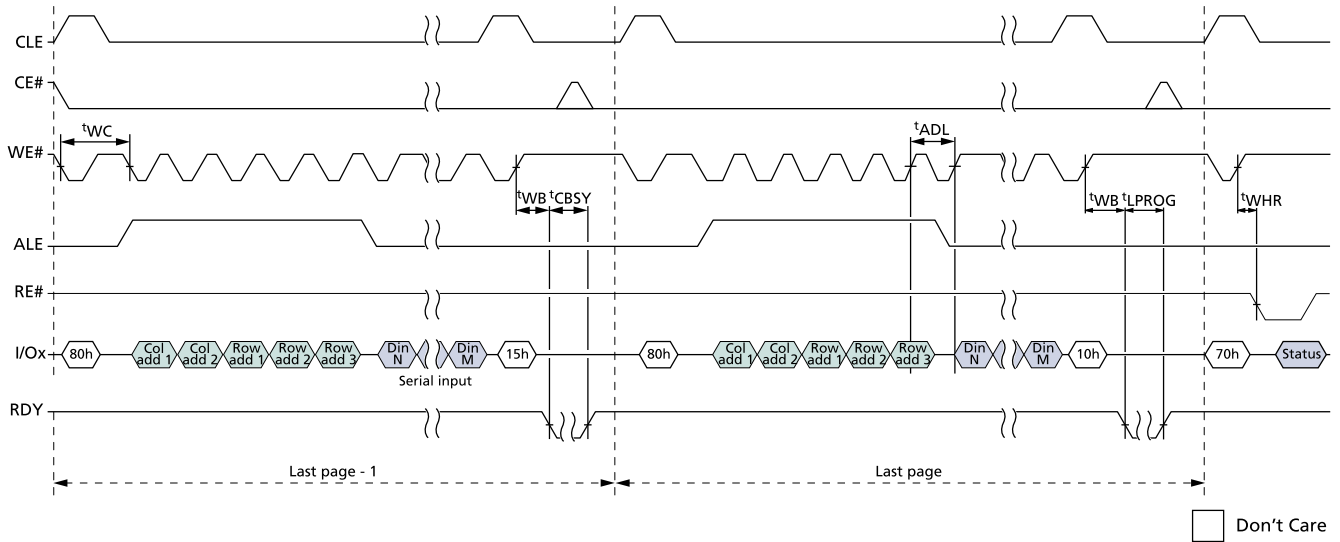 CLE
CE#
tWC
tADL
WE#
tWB tCBSY
tWB tLPROG
tWHR
ALE
RE#
I/Ox
80h
Col add 1
Col add 2
Row add 1
Row add 2
Row add 3
Din N
Din M
15h
80h
Col add 1
Col add 2
Row add 1
Row add 2
Row add 3
Din N
Din M
10h
70h
Status
Serial input
RDY
Last page - 1
Last page
Don't Care